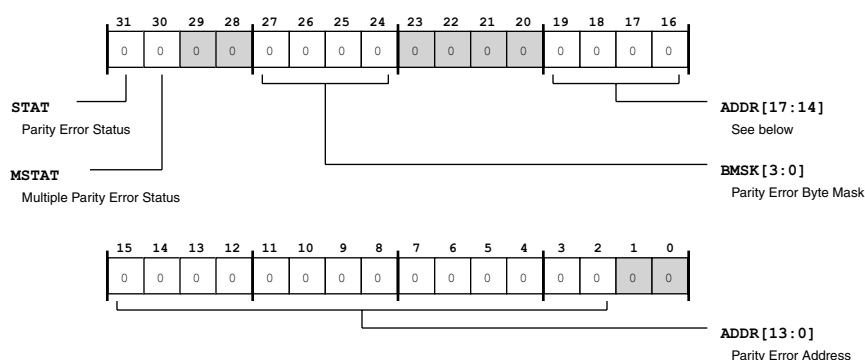 31 30 29 28 27 26 25 24 23 22 21 20 19 18 17 16
0 0 0 0 0 0 0 0 0 0 0 0 0 0 0 0
STAT
Parity Error Status
ADDR[17:14]
See below
MSTAT
Multiple Parity Error Status
BMSK[3:0]
Parity Error Byte Mask
15 14 13 12 11 10 9 8 7 6 5 4 3 2 1 0
0 0 0 0 0 0 0 0 0 0 0 0 0 0 0 0
ADDR[13:0]
Parity Error Address